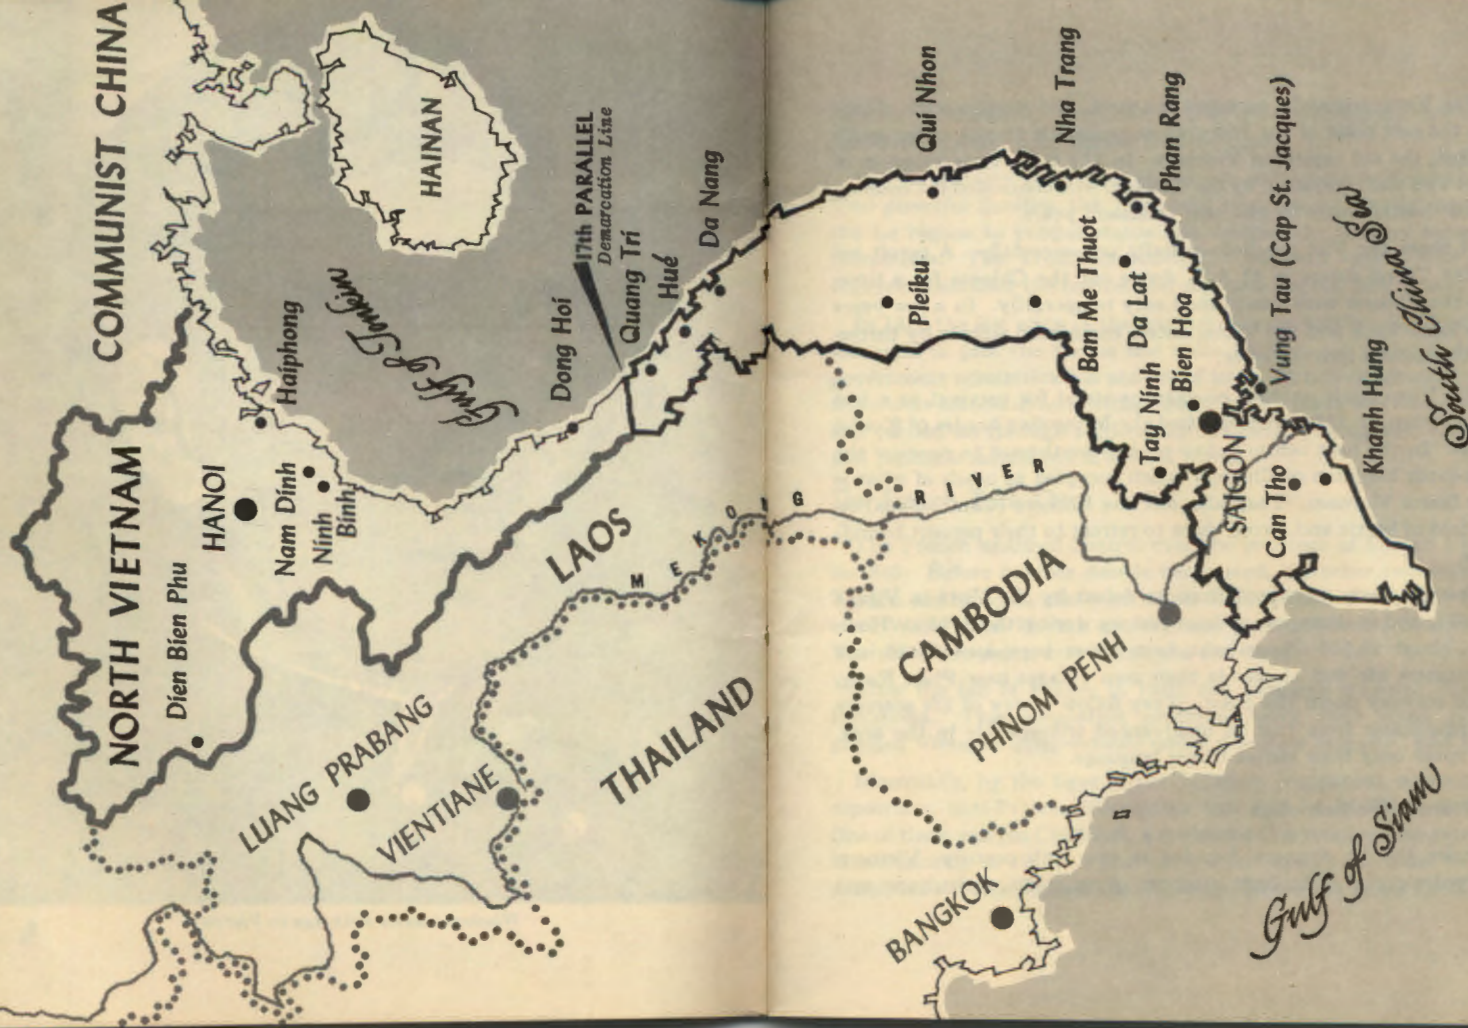 COMMUNIST CHINA
NORTH VIETNAM
HAINAN
Gulf of Tonkin
Haiphong
HANOI
Nam Dinh
Ninh
Binh
Dien Bien Phu
17th PARALLEL
Demarcation Line
Dong Hoi
Quang Tri
Hué
Da Nang
LAOS
MEKONG RIVER
LUANG PRABANG
VIENTIANE
THAILAND
Qui Nhon
Nha Trang
Phan Rang
Pleiku
Ban Me Thuot
Da Lat
Bien Hoa
Tay Ninh
Vung Tau (Cap St. Jacques)
SAIGON
Can Tho
Khanh Hung
South China Sea
CAMBODIA
PHNOM PENH
BANGKOK
Gulf of Siam